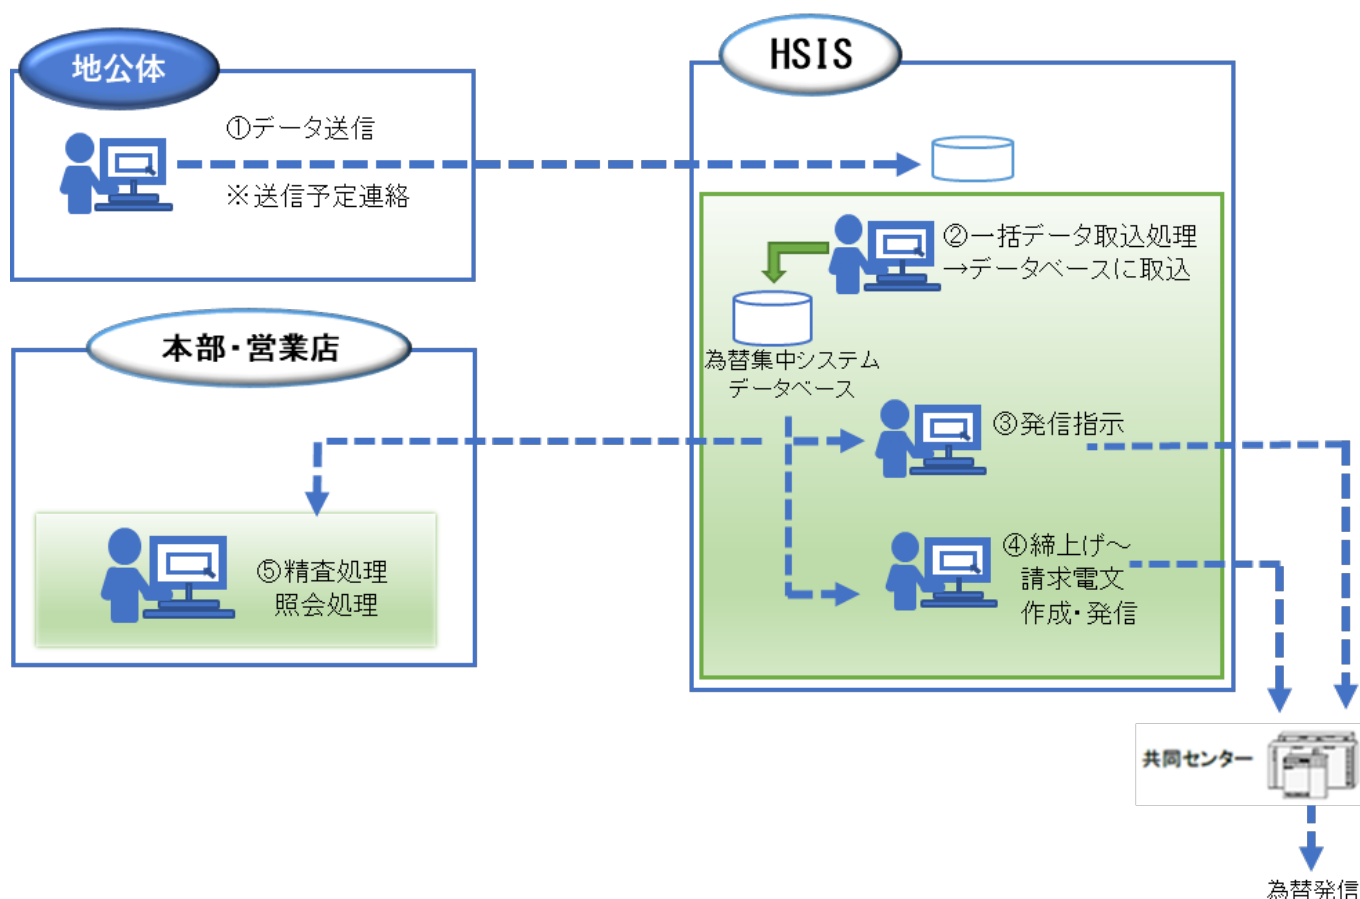 地公体
①データ送信
※送信予定連絡
HSIS
②一括データ取込処理
→データベースに取込
為替集中システム
データベース
③発信指示
④締上げ～
請求電文
作成・発信
本部・営業店
⑤精査処理
照会処理
共同センター
為替発信